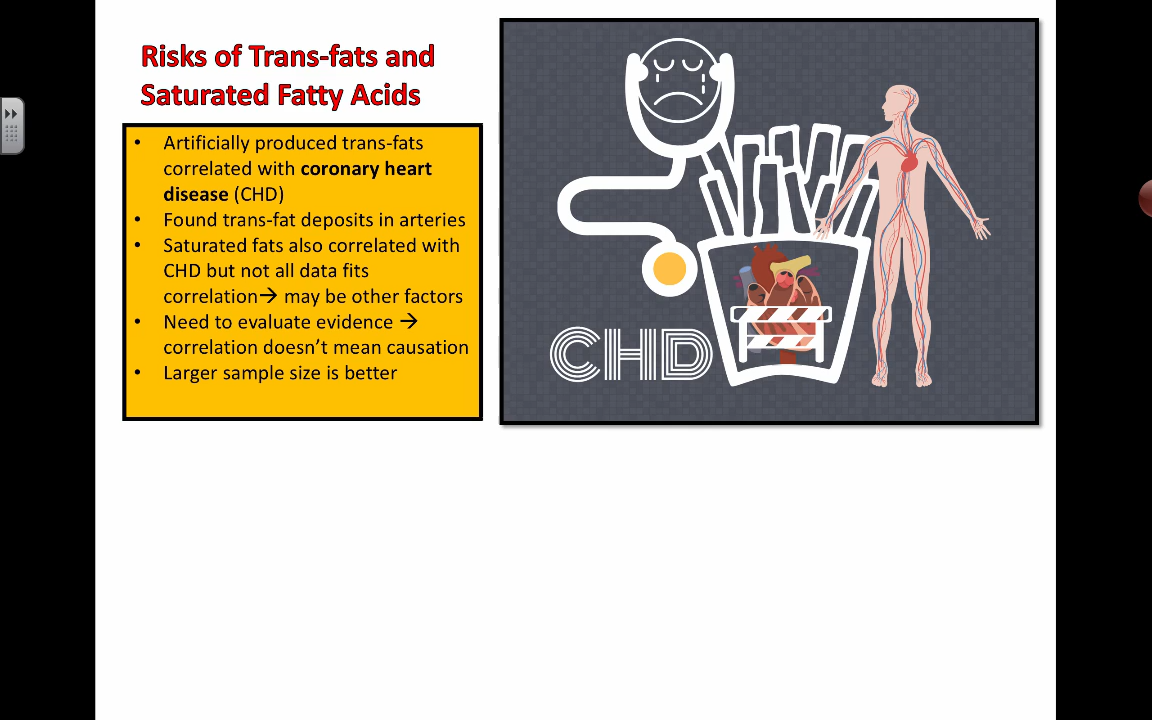 Risks of Trans-fats and
Saturated Fatty Acids
• Artificially produced trans-fats
correlated with coronary heart
disease (CHD)
• Found trans-fat deposits in arteries
• Saturated fats also correlated with
CHD but not all data fits
correlation→ may be other factors
• Need to evaluate evidence →
correlation doesn’t mean causation
• Larger sample size is better
CHD